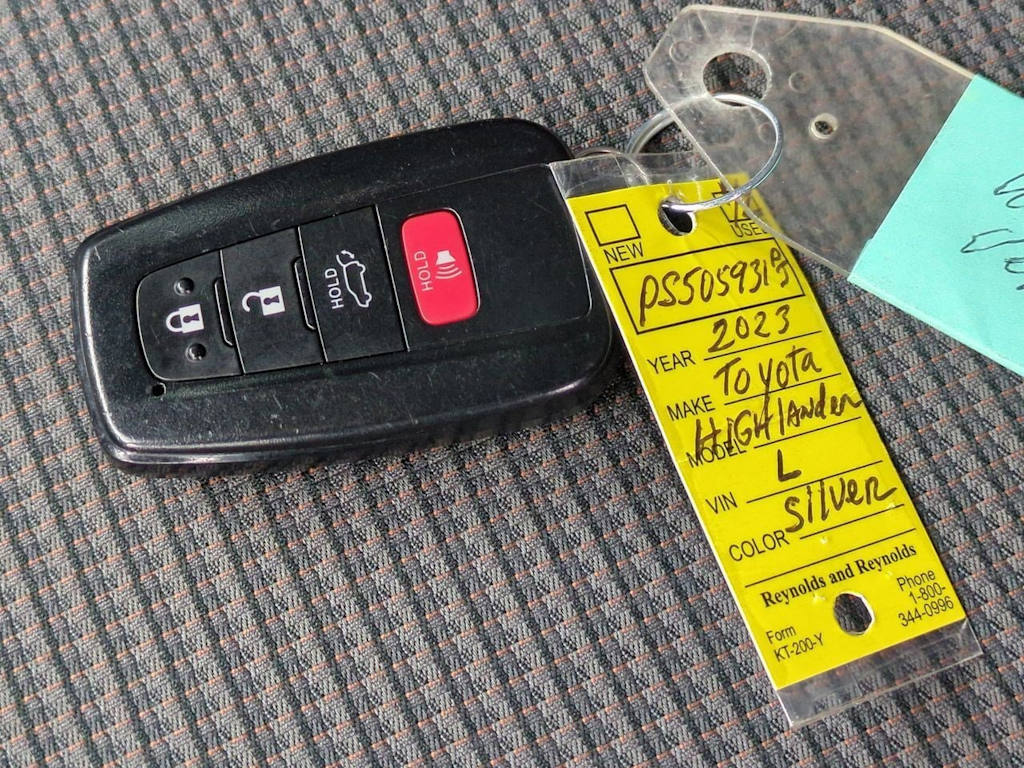 HOLD
HOLD
NEW
USED
PS505931
YEAR 2023
MAKE Toyota
MODEL HIGHlANder
VIN L
COLOR SilveR
Reynolds and Reynolds
Form
KT-200-Y
Phone
1-800-
344-0996